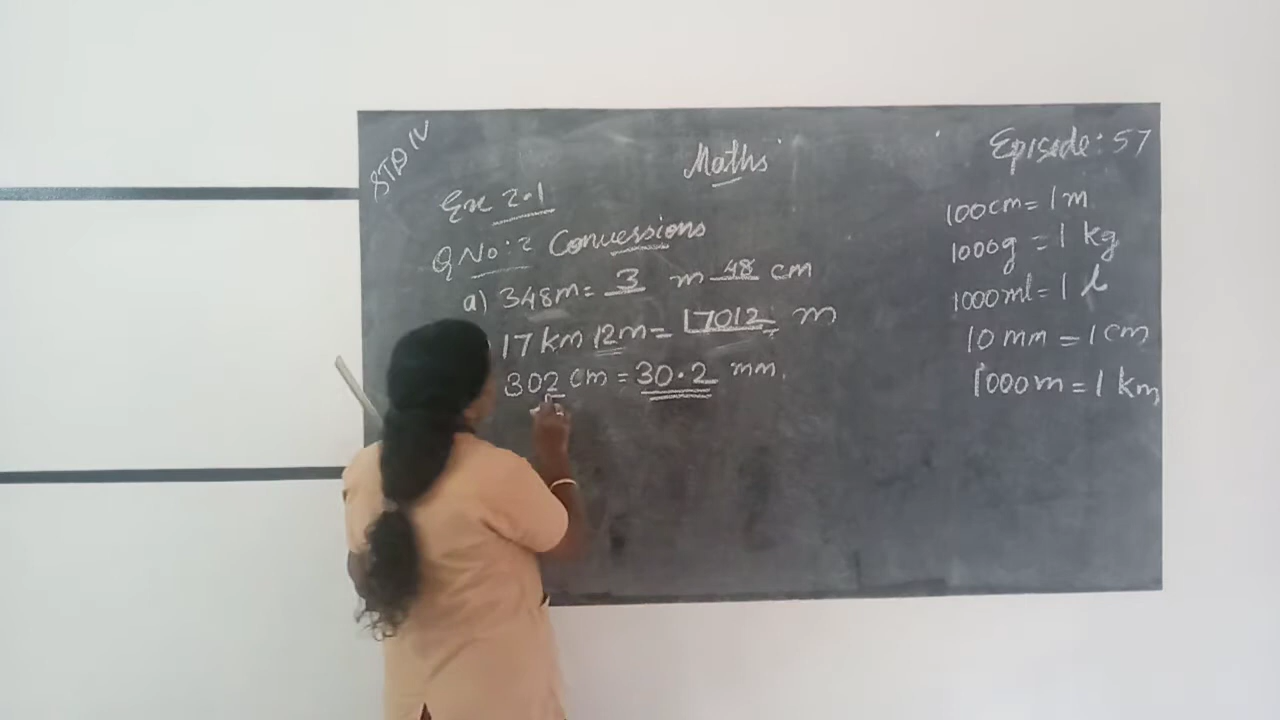 STD IV
Maths
Episode: 57
Ex 2.1
Q No: 2 Conversions
a) 348m = 3 m 48 cm
17 km 12m = 17012 m
302 cm = 30.2 mm.
100cm = 1m
1000g = 1 kg
1000ml = 1 l
10 mm = 1 cm
1000m = 1 km